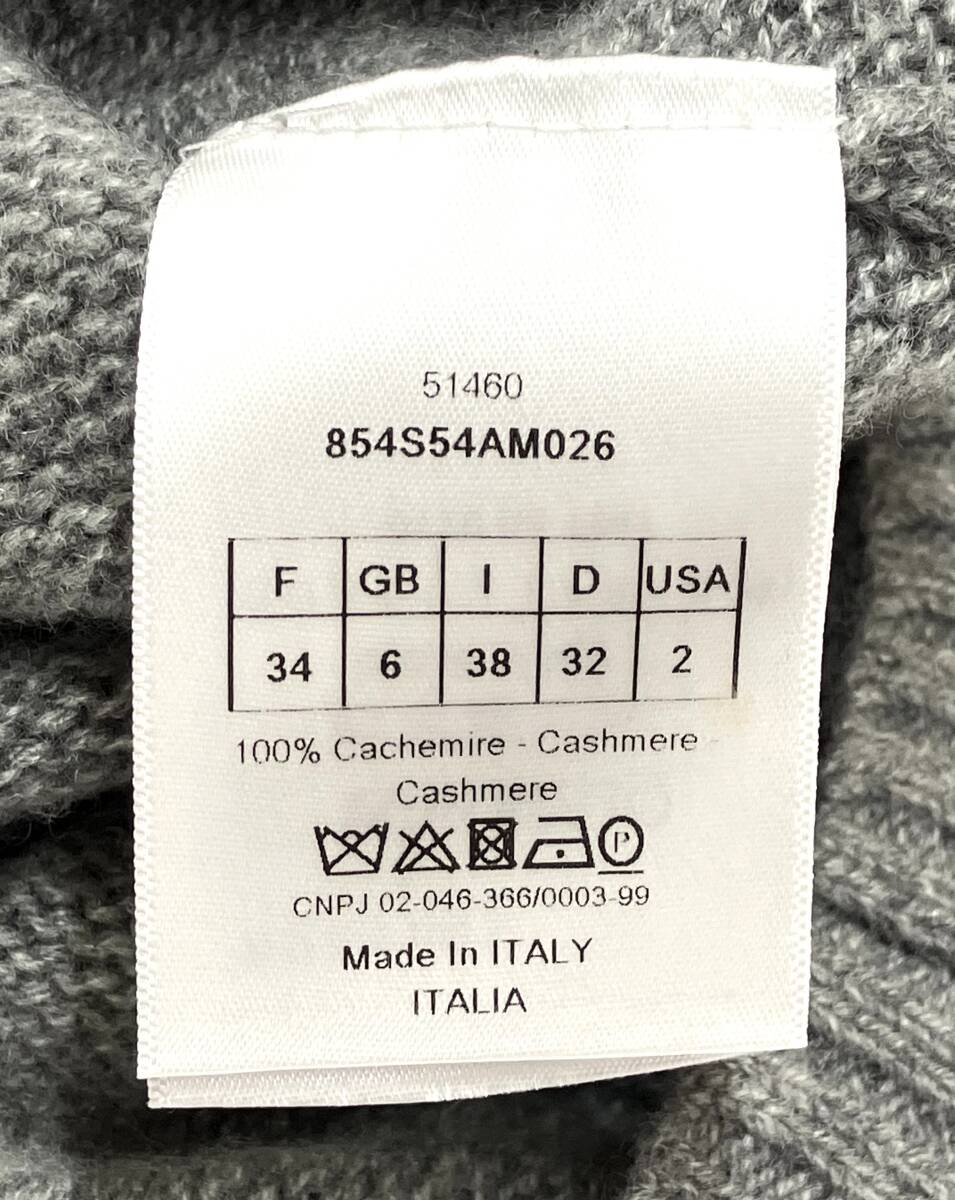 51460
854S54AM026
F GB I D USA
34 6 38 32 2
100% Cachemire - Cashmere -
Cashmere
P
CNPJ 02-046-366/0003-99
Made In ITALY
ITALIA